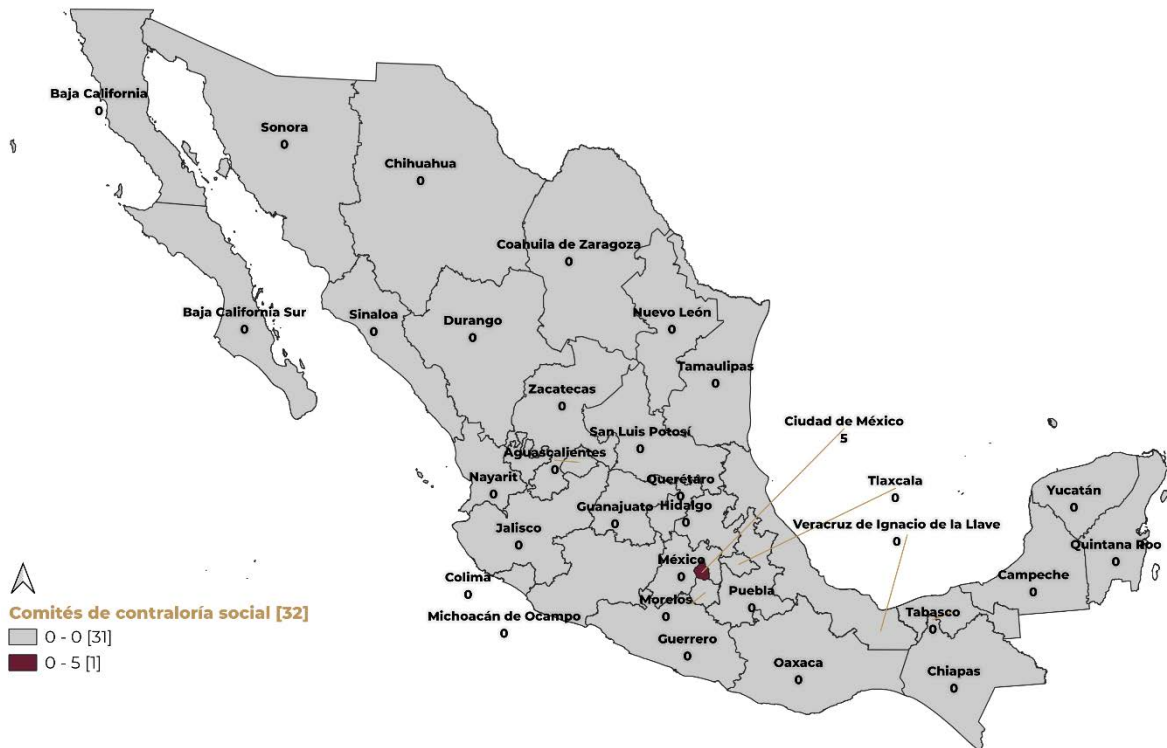 Baja California
0
Sonora
0
Chihuahua
0
Coahuila de Zaragoza
0
Baja California Sur
0
Sinaloa
0
Durango
0
Nuevo León
0
Tamaulipas
0
Zacatecas
0
San Luis Potosí
0
Ciudad de México
5
Aguascalientes
0
Nayarit
0
Querétaro
0
Tlaxcala
0
Yucatán
0
Guanajuato
0
Hidalgo
0
Jalisco
0
Veracruz de Ignacio de la Llave
0
Quintana Roo
0
México
0
Colima
0
Puebla
0
Campeche
0
Morelos
0
Michoacán de Ocampo
0
Tabasco
0
Guerrero
0
Oaxaca
0
Chiapas
0
Comités de contraloría social [32]
0 - 0 [31]
0 - 5 [1]